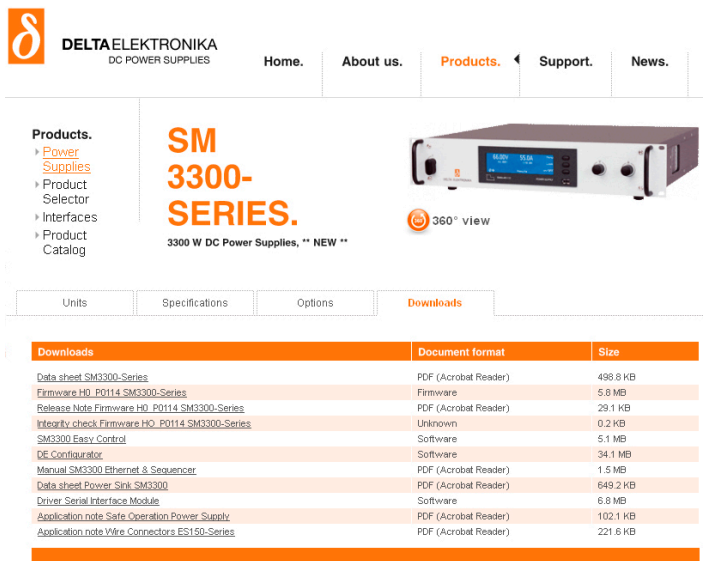 δ
DELTA ELEKTRONIKA
DC POWER SUPPLIES
Home. About us. Products. Support. News.
Products.
Power
Supplies
Product
Selector
Interfaces
Product
Catalog
SM
3300-
SERIES.
3300 W DC Power Supplies, ** NEW **
360° view
Units Specifications Options Downloads
Downloads Document format Size
Data sheet SM3300-Series PDF (Acrobat Reader) 498.8 KB
Firmware H0_P0114 SM3300-Series Firmware 5.8 MB
Release Note Firmware H0_P0114 SM3300-Series PDF (Acrobat Reader) 29.1 KB
Integrity check Firmware HO_P0114 SM3300-Series Unknown 0.2 KB
SM3300 Easy Control Software 5.1 MB
DE Configurator Software 34.1 MB
Manual SM3300 Ethernet & Sequencer PDF (Acrobat Reader) 1.5 MB
Data sheet Power Sink SM3300 PDF (Acrobat Reader) 649.2 KB
Driver Serial Interface Module Software 6.8 MB
Application note Safe Operation Power Supply PDF (Acrobat Reader) 102.1 KB
Application note Wire Connectors ES150-Series PDF (Acrobat Reader) 221.6 KB